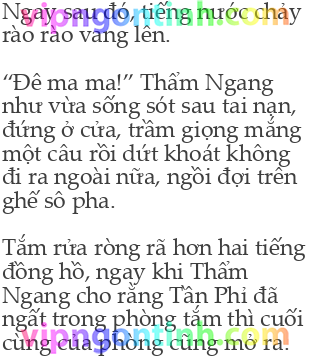 Ngay sau đó, tiếng nước chảy
rào rào vang lên.
“Đê ma ma!” Thẩm Ngang
như vừa sống sót sau tai nạn,
đứng ở cửa, trầm giọng mắng
một câu rồi dứt khoát không
đi ra ngoài nữa, ngồi đợi trên
ghế sô pha.
Tắm rửa ròng rã hơn hai tiếng
đồng hồ, ngay khi Thẩm
Ngang cho rằng Tần Phỉ đã
ngất trong phòng tắm thì cuối
cùng cửa phòng cũng mở ra.
vipngontinh.com
vipngontinh.com